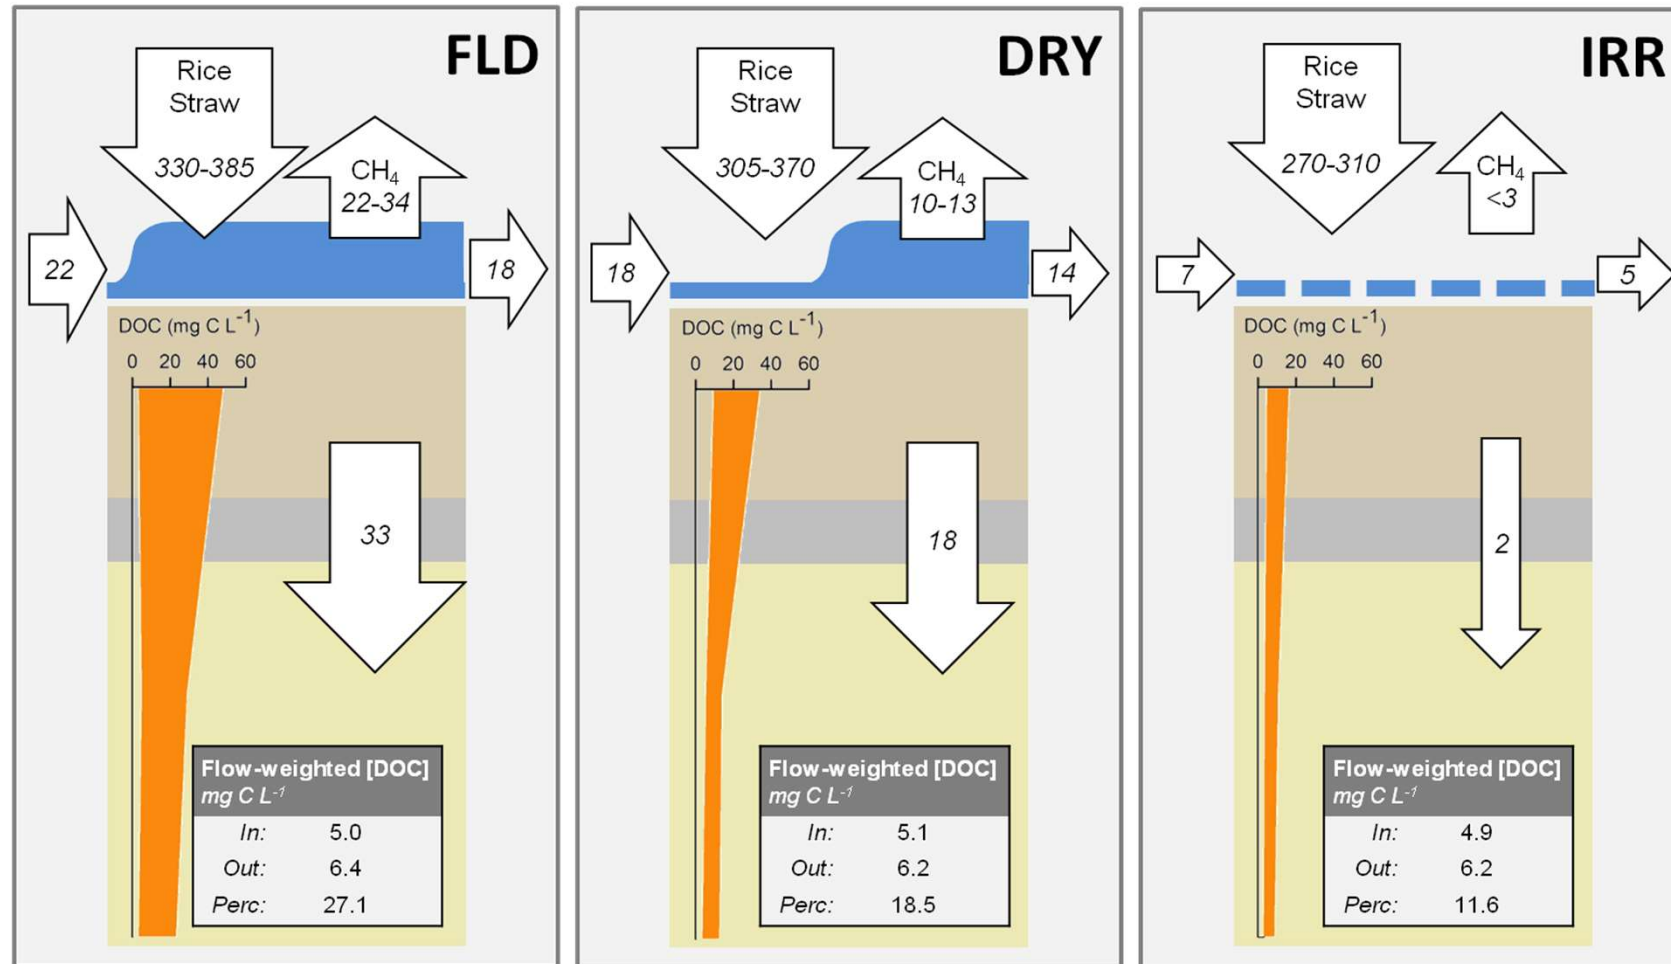 FLD
Rice
Straw
330-385
CH₄
22-34
22
18
DOC (mg C L⁻¹)
0 20 40 60
33
Flow-weighted [DOC]
mg C L⁻¹
In: 5.0
Out: 6.4
Perc: 27.1
DRY
Rice
Straw
305-370
CH₄
10-13
18
14
DOC (mg C L⁻¹)
0 20 40 60
18
Flow-weighted [DOC]
mg C L⁻¹
In: 5.1
Out: 6.2
Perc: 18.5
IRR
Rice
Straw
270-310
CH₄
<3
7
5
DOC (mg C L⁻¹)
0 20 40 60
2
Flow-weighted [DOC]
mg C L⁻¹
In: 4.9
Out: 6.2
Perc: 11.6